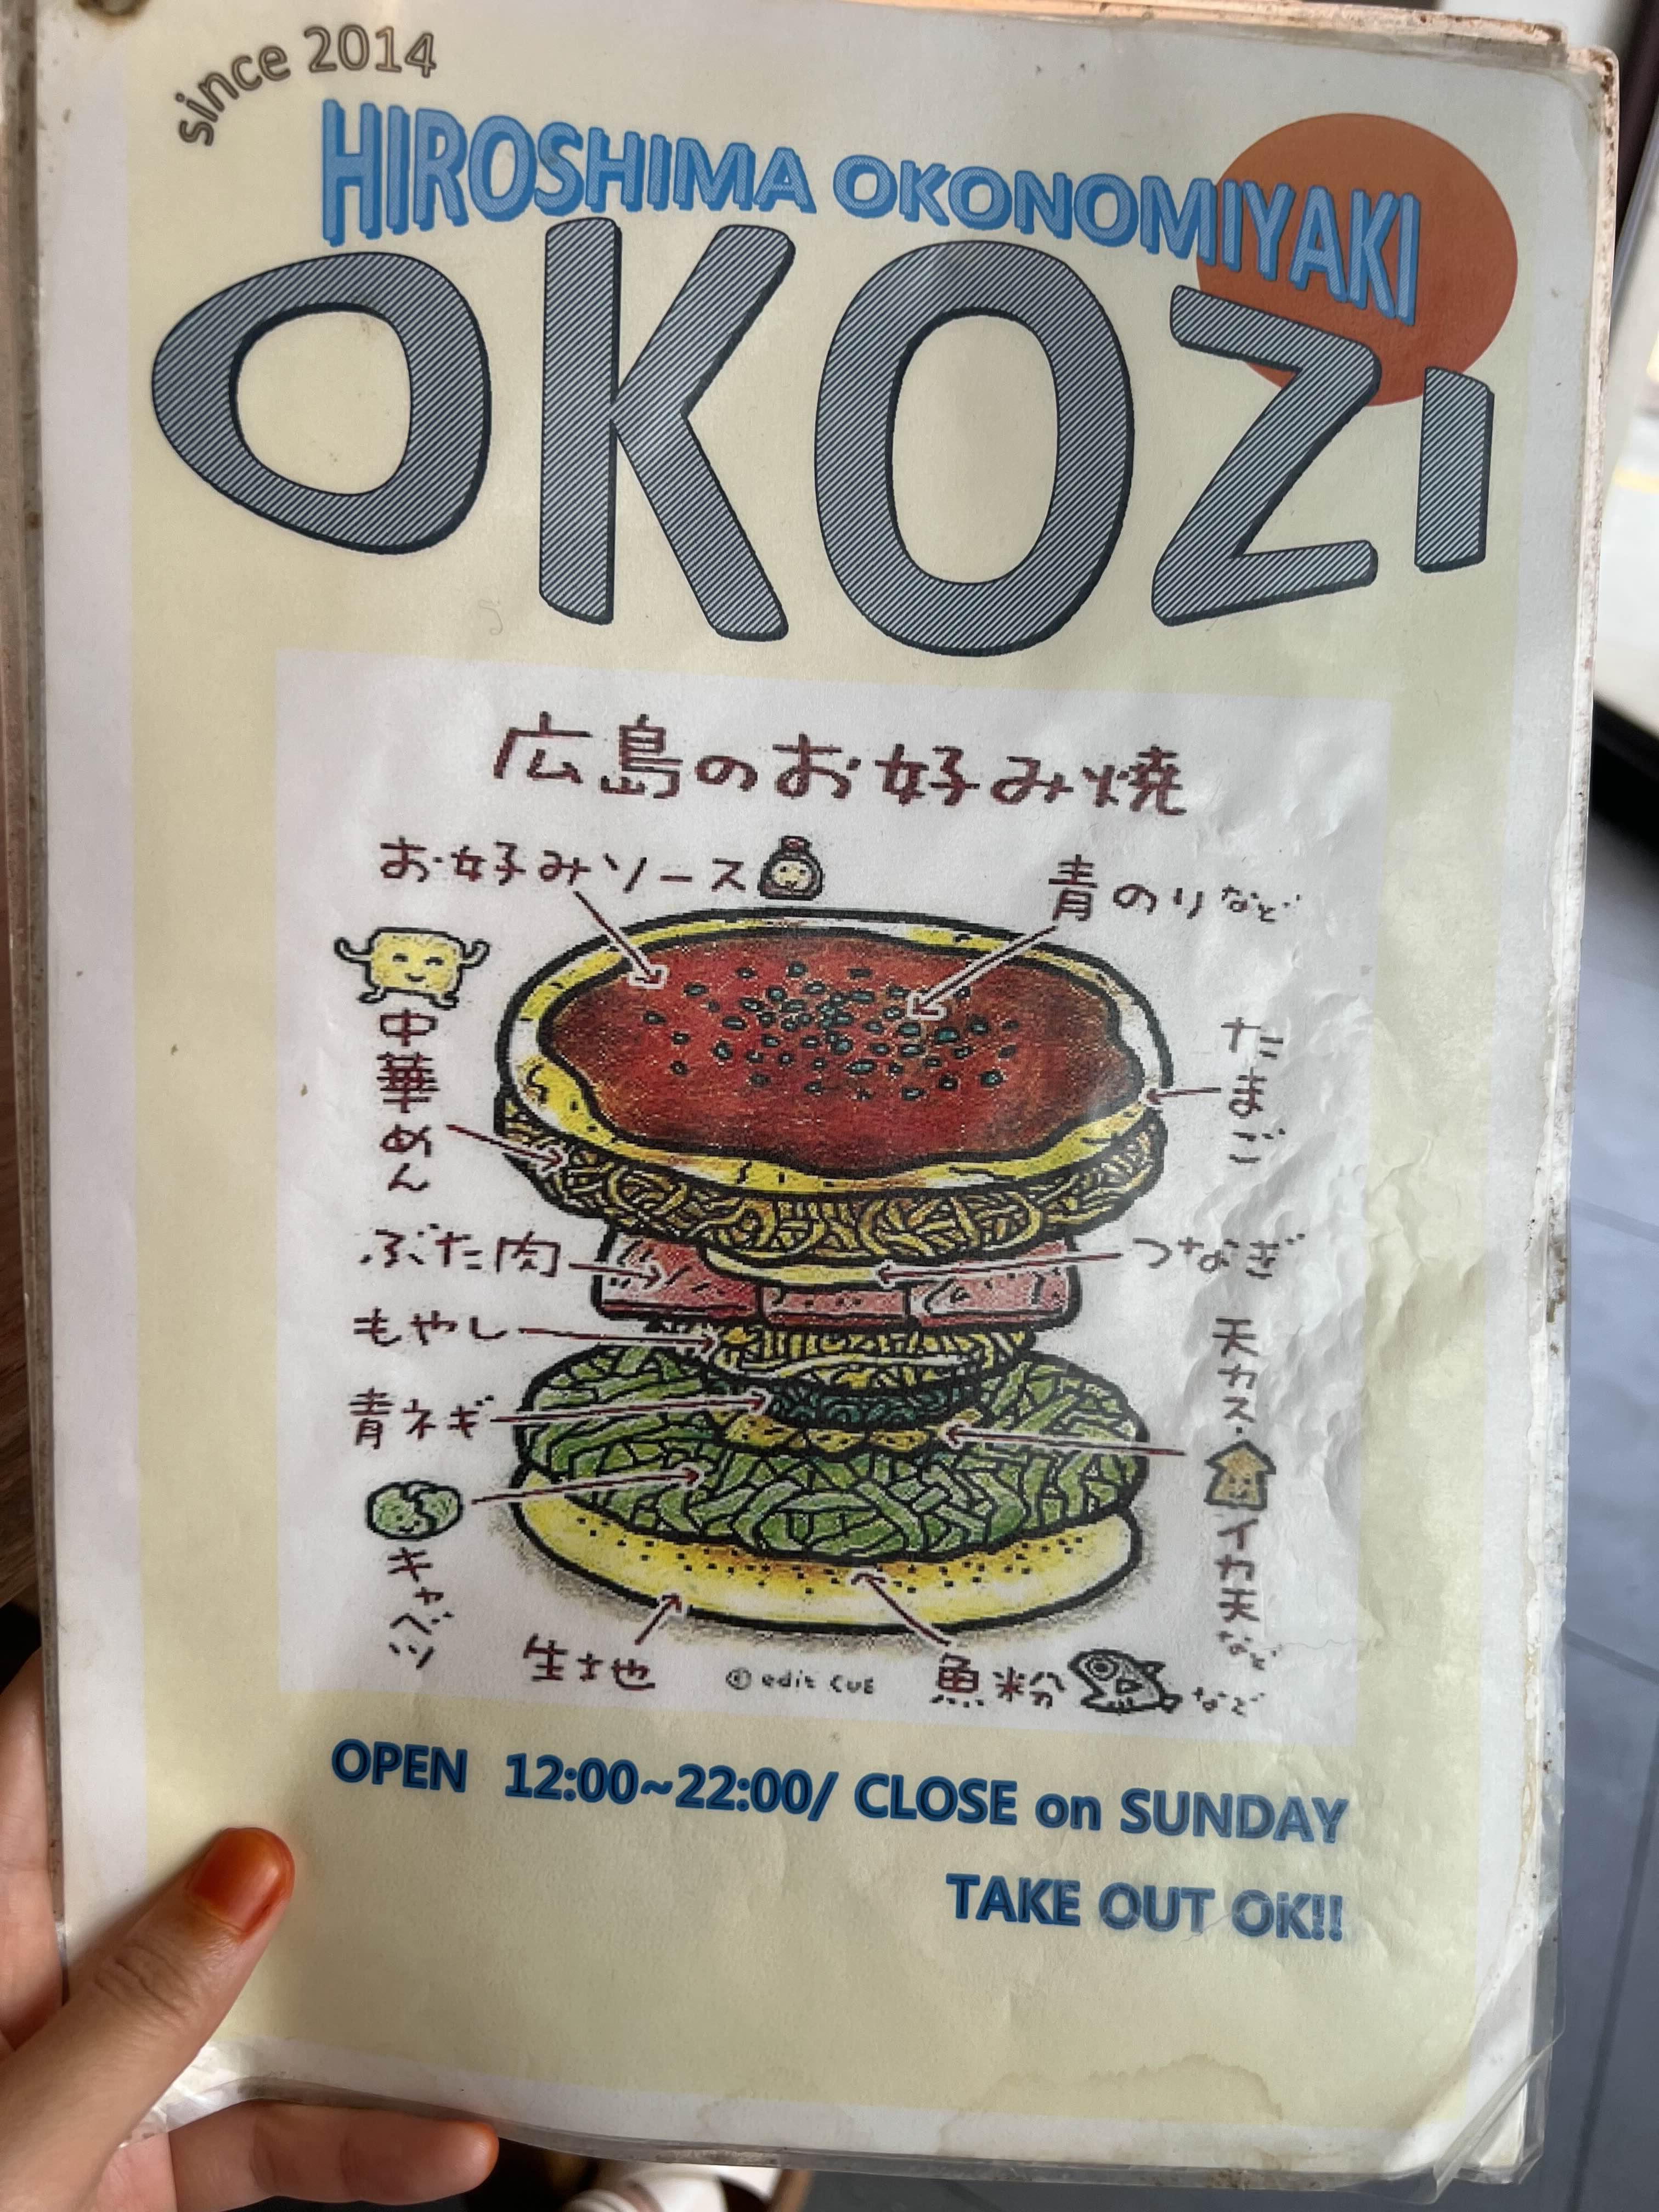 since 2014
HIROSHIMA OKONOMIYAKI
OKOZI
広島のお好み焼
お好みソース
青のりなど
中華めん
たまご
ぶた肉
つなぎ
もやし
天カス・イカ天など
青ネギ
キャベツ
生地
© edit CUE
魚粉など
OPEN 12:00~22:00/ CLOSE on SUNDAY
TAKE OUT OK!!